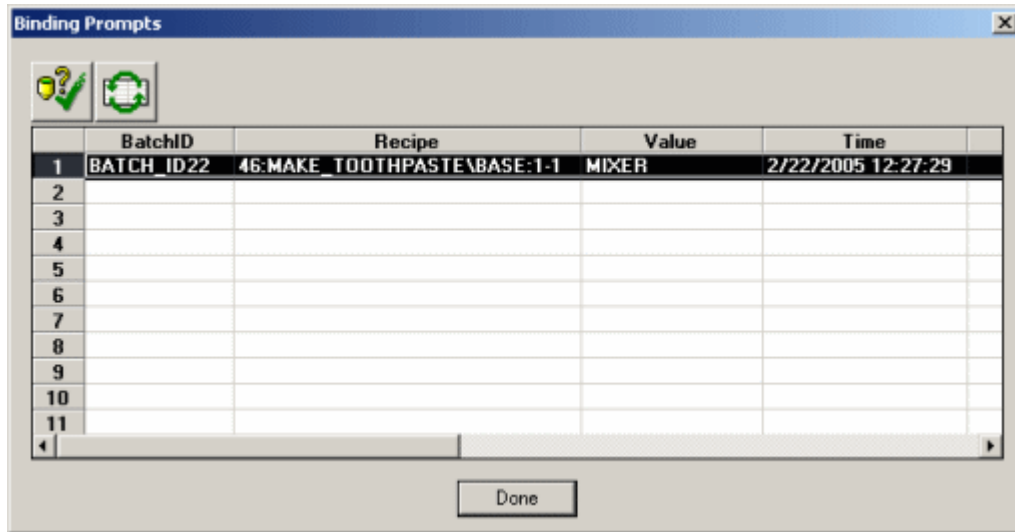 Binding Prompts
BatchID Recipe Value Time
1 BATCH_ID22 46:MAKE_TOOTHPASTE\BASE:1-1 MIXER 2/22/2005 12:27:29
2
3
4
5
6
7
8
9
10
11
Done